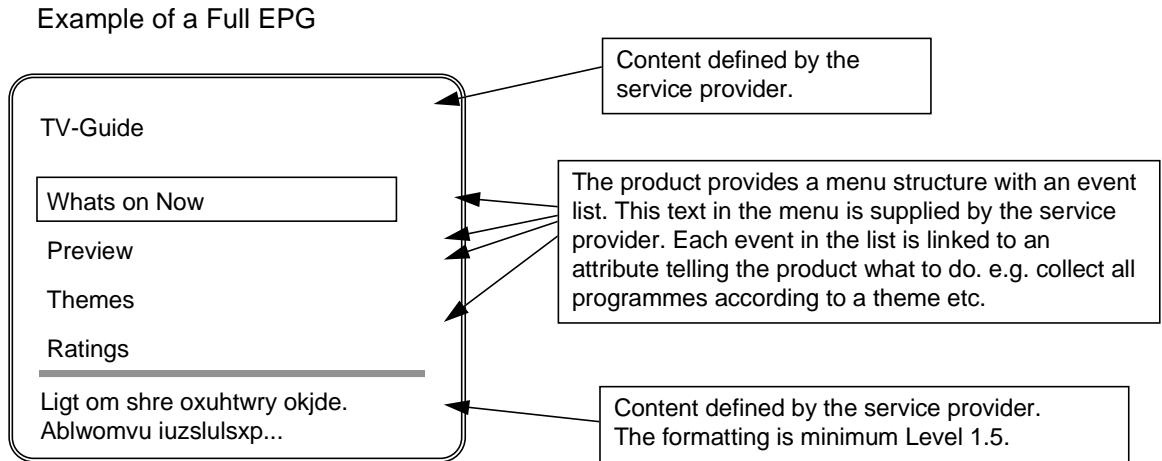 Example of a Full EPG
Content defined by the
service provider.
TV-Guide
Whats on Now
Preview
Themes
Ratings
The product provides a menu structure with an event
list. This text in the menu is supplied by the service
provider. Each event in the list is linked to an
attribute telling the product what to do. e.g. collect all
programmes according to a theme etc.
Ligt om shre oxuhtwry okjde.
Ablwomvu iuzslulsxp...
Content defined by the service provider.
The formatting is minimum Level 1.5.